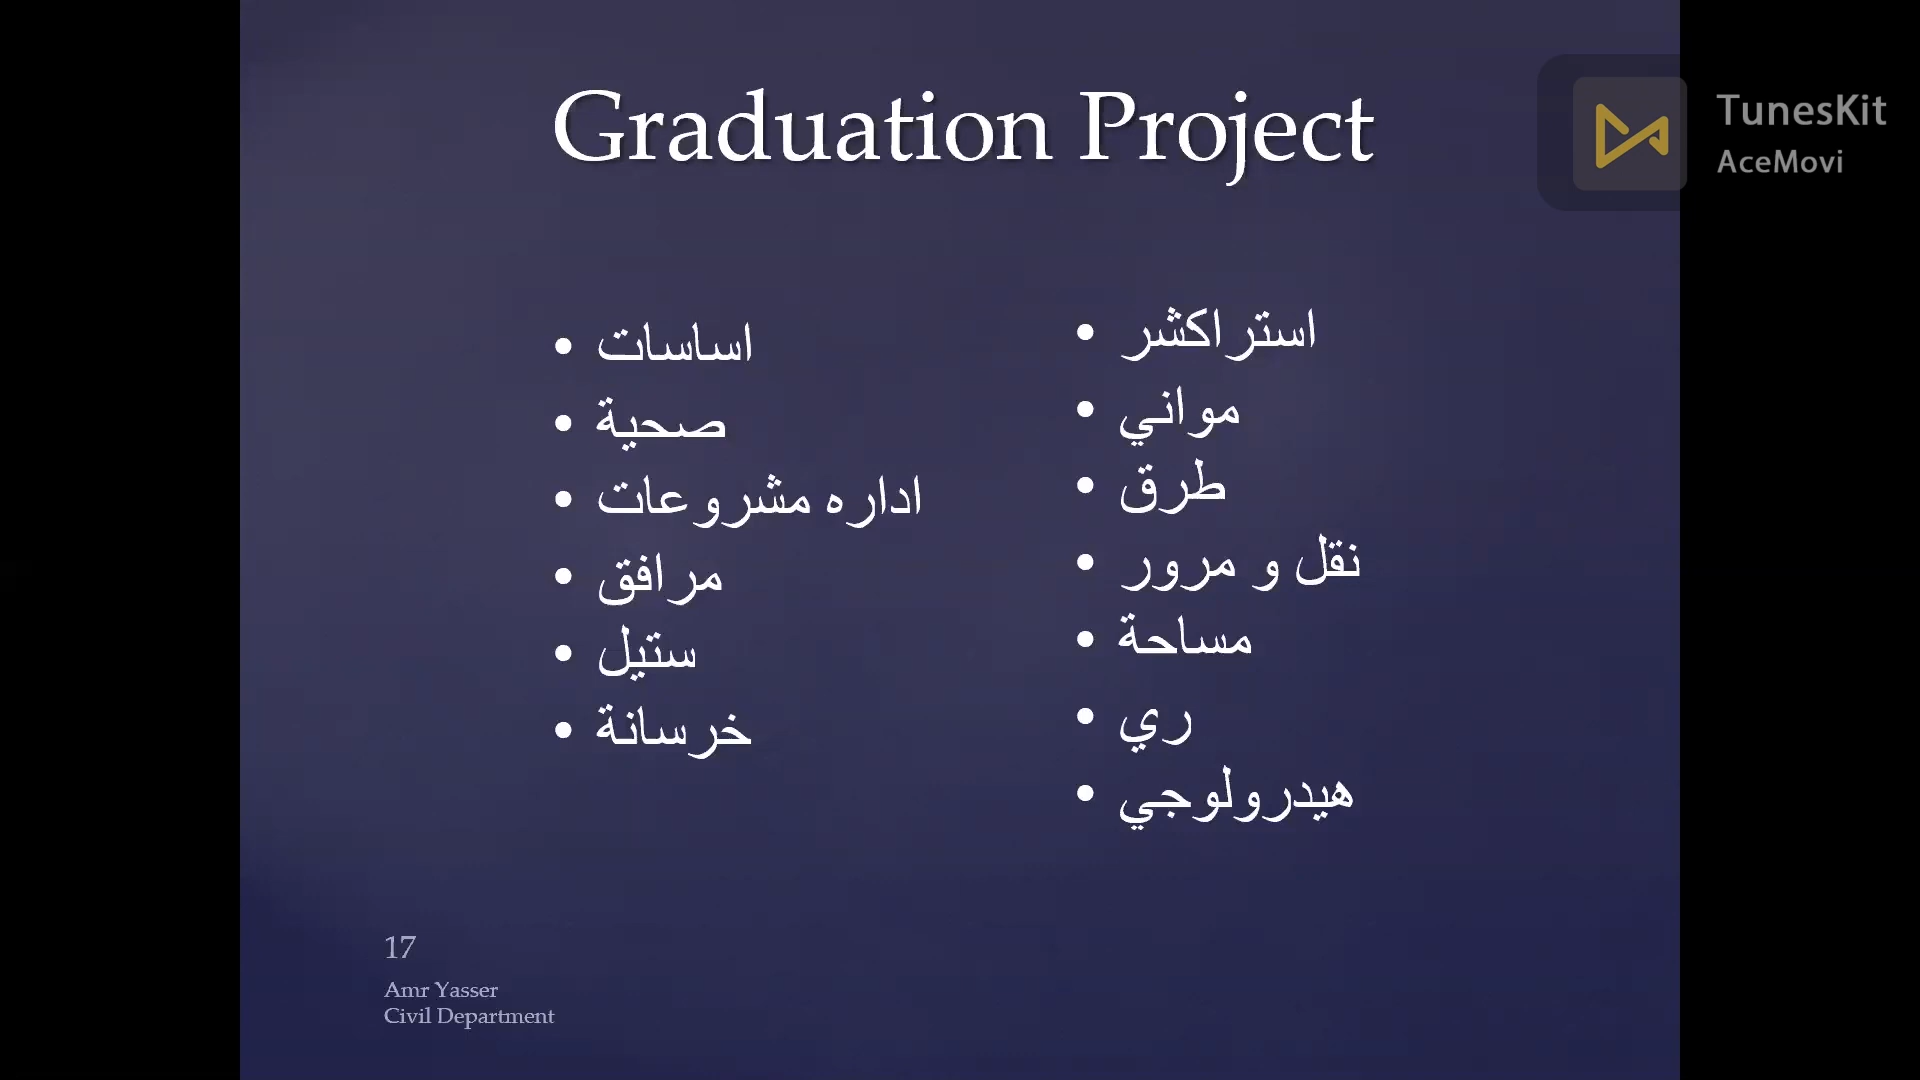 Graduation Project
TunesKit
AceMovi
اساسات
صحية
اداره مشروعات
مرافق
ستيل
خرسانة
استراكشر
مواني
طرق
نقل و مرور
مساحة
ري
هيدرولوجي
17
Amr Yasser
Civil Department